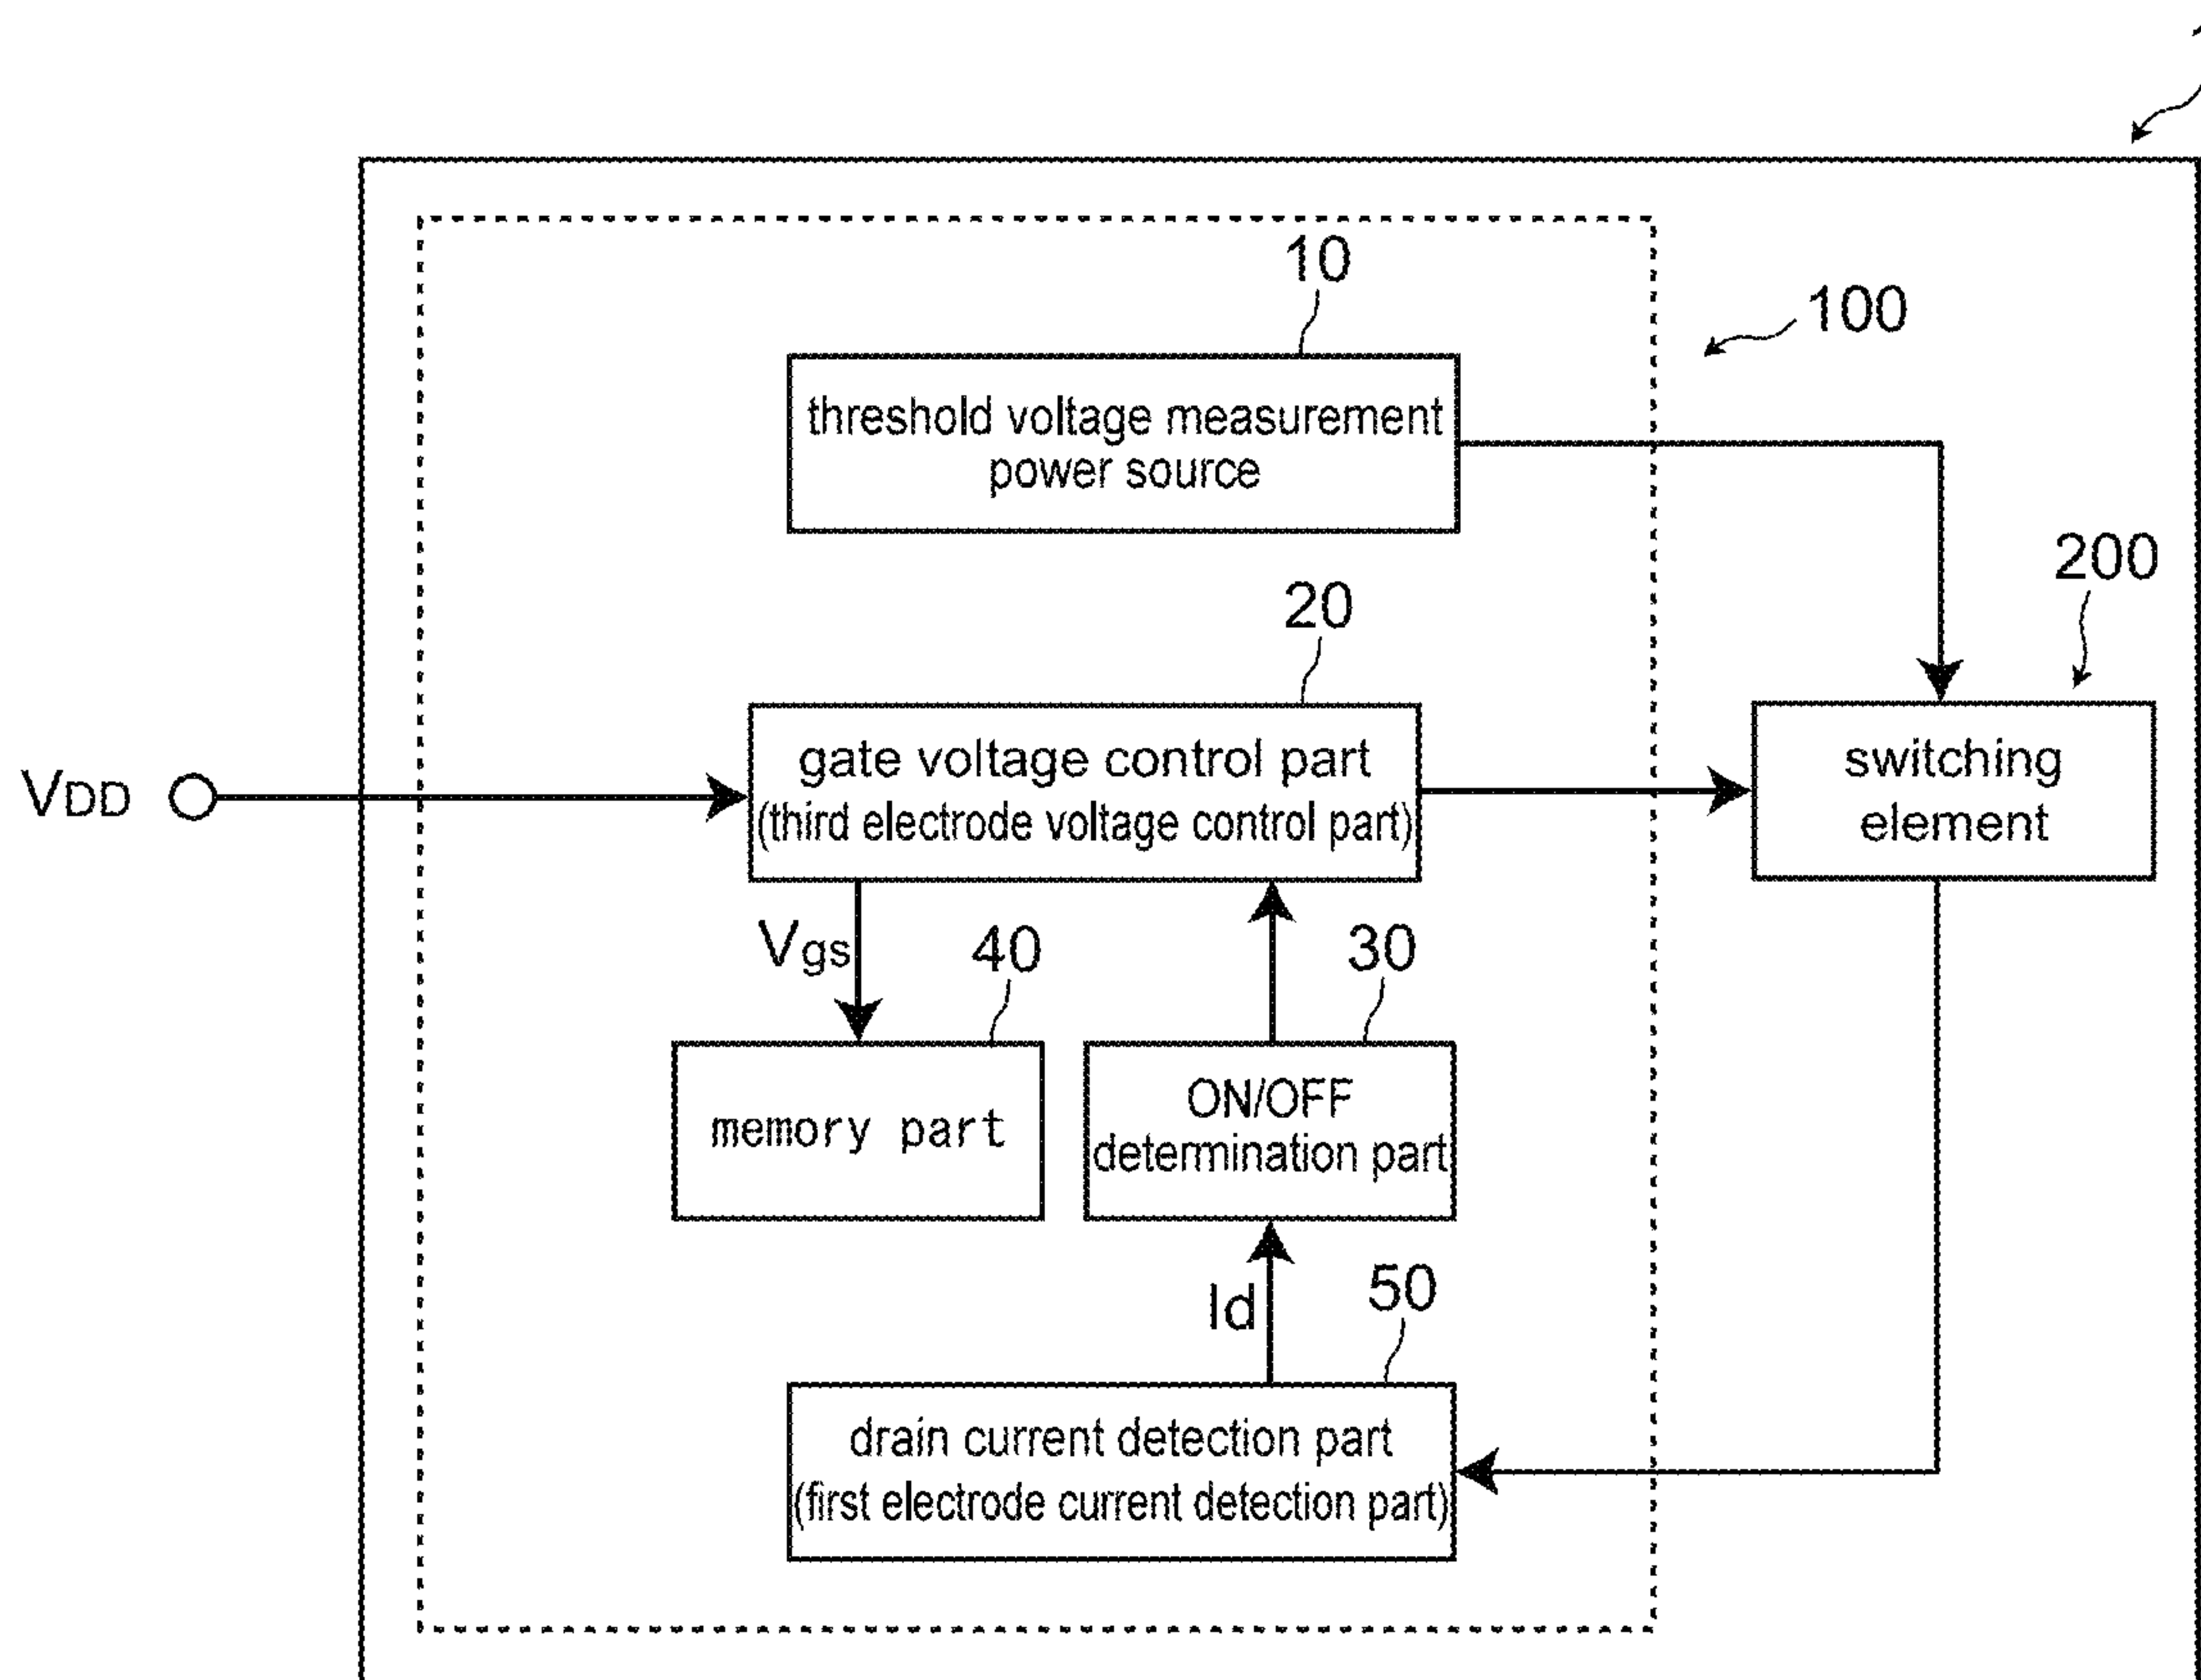 10
100
threshold voltage measurement
power source
200
20
VDD
gate voltage control part
(third electrode voltage control part)
switching
element
Vgs
40
30
memory part
ON/OFF
determination part
Id
50
drain current detection part
(first electrode current detection part)